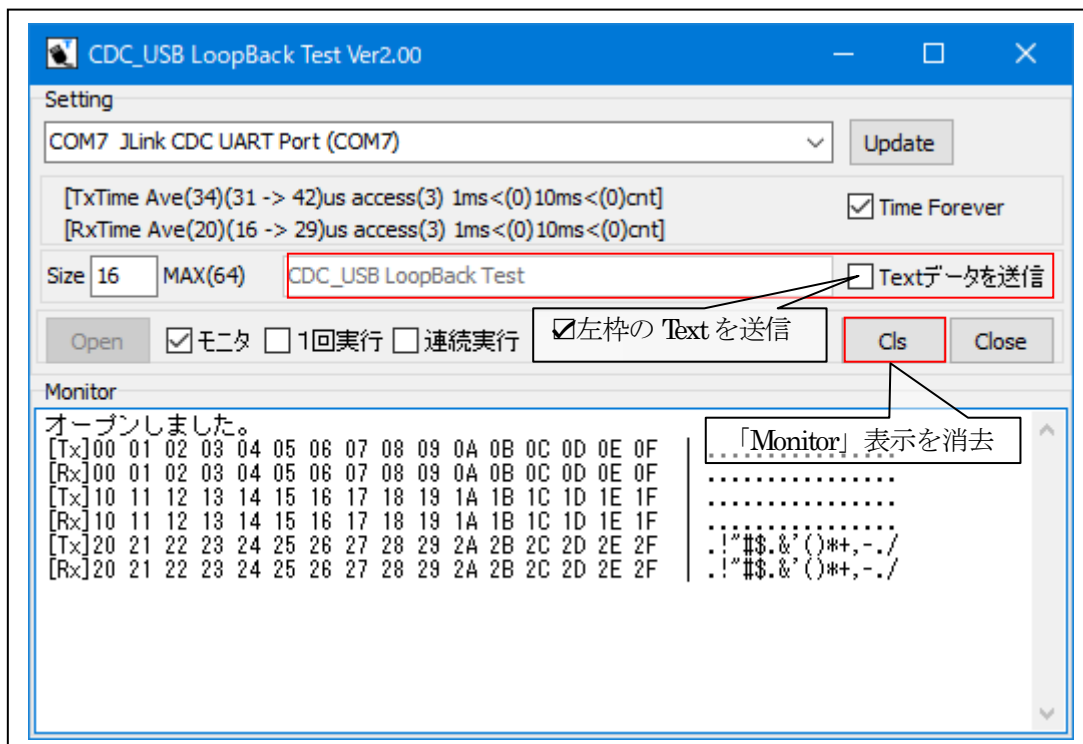 CDC_USB LoopBack Test Ver2.00
Setting
COM7 JLink CDC UART Port (COM7)
Update
[TxTime Ave(34)(31 -> 42)us access(3) 1ms<(0)10ms<(0)cnt]
[RxTime Ave(20)(16 -> 29)us access(3) 1ms<(0)10ms<(0)cnt]
Time Forever
Size 16 MAX(64) CDC_USB LoopBack Test Textデータを送信
Open モニタ 1回実行 連続実行 ☑左枠の Text を送信 Cls Close
Monitor
オープンしました。
「Monitor」表示を消去
[Tx]00 01 02 03 04 05 06 07 08 09 0A 0B 0C 0D 0E 0F | ................
[Rx]00 01 02 03 04 05 06 07 08 09 0A 0B 0C 0D 0E 0F | ................
[Tx]10 11 12 13 14 15 16 17 18 19 1A 1B 1C 1D 1E 1F | ................
[Rx]10 11 12 13 14 15 16 17 18 19 1A 1B 1C 1D 1E 1F | ................
[Tx]20 21 22 23 24 25 26 27 28 29 2A 2B 2C 2D 2E 2F | .!"#$.&'()*+,-./
[Rx]20 21 22 23 24 25 26 27 28 29 2A 2B 2C 2D 2E 2F | .!"#$.&'()*+,-./